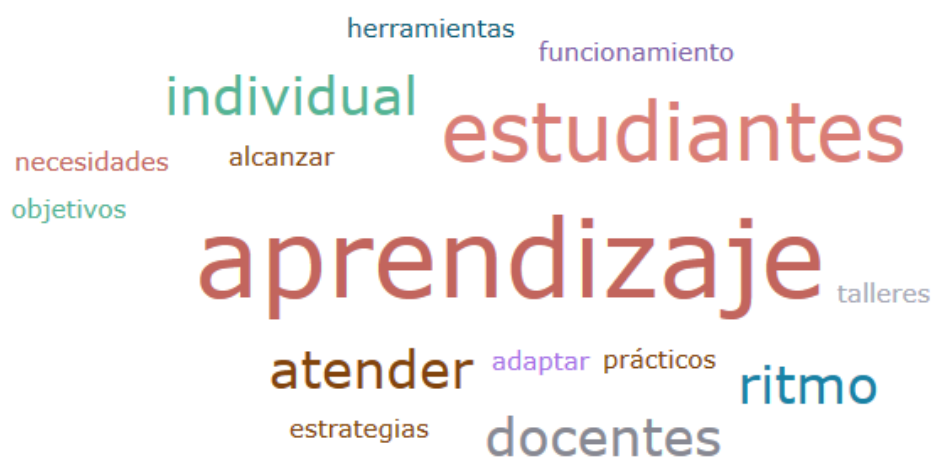 herramientas
funcionamiento
individual
estudiantes
necesidades
alcanzar
objetivos
aprendizaje
talleres
atender
adaptar
prácticos
ritmo
estrategias
docentes